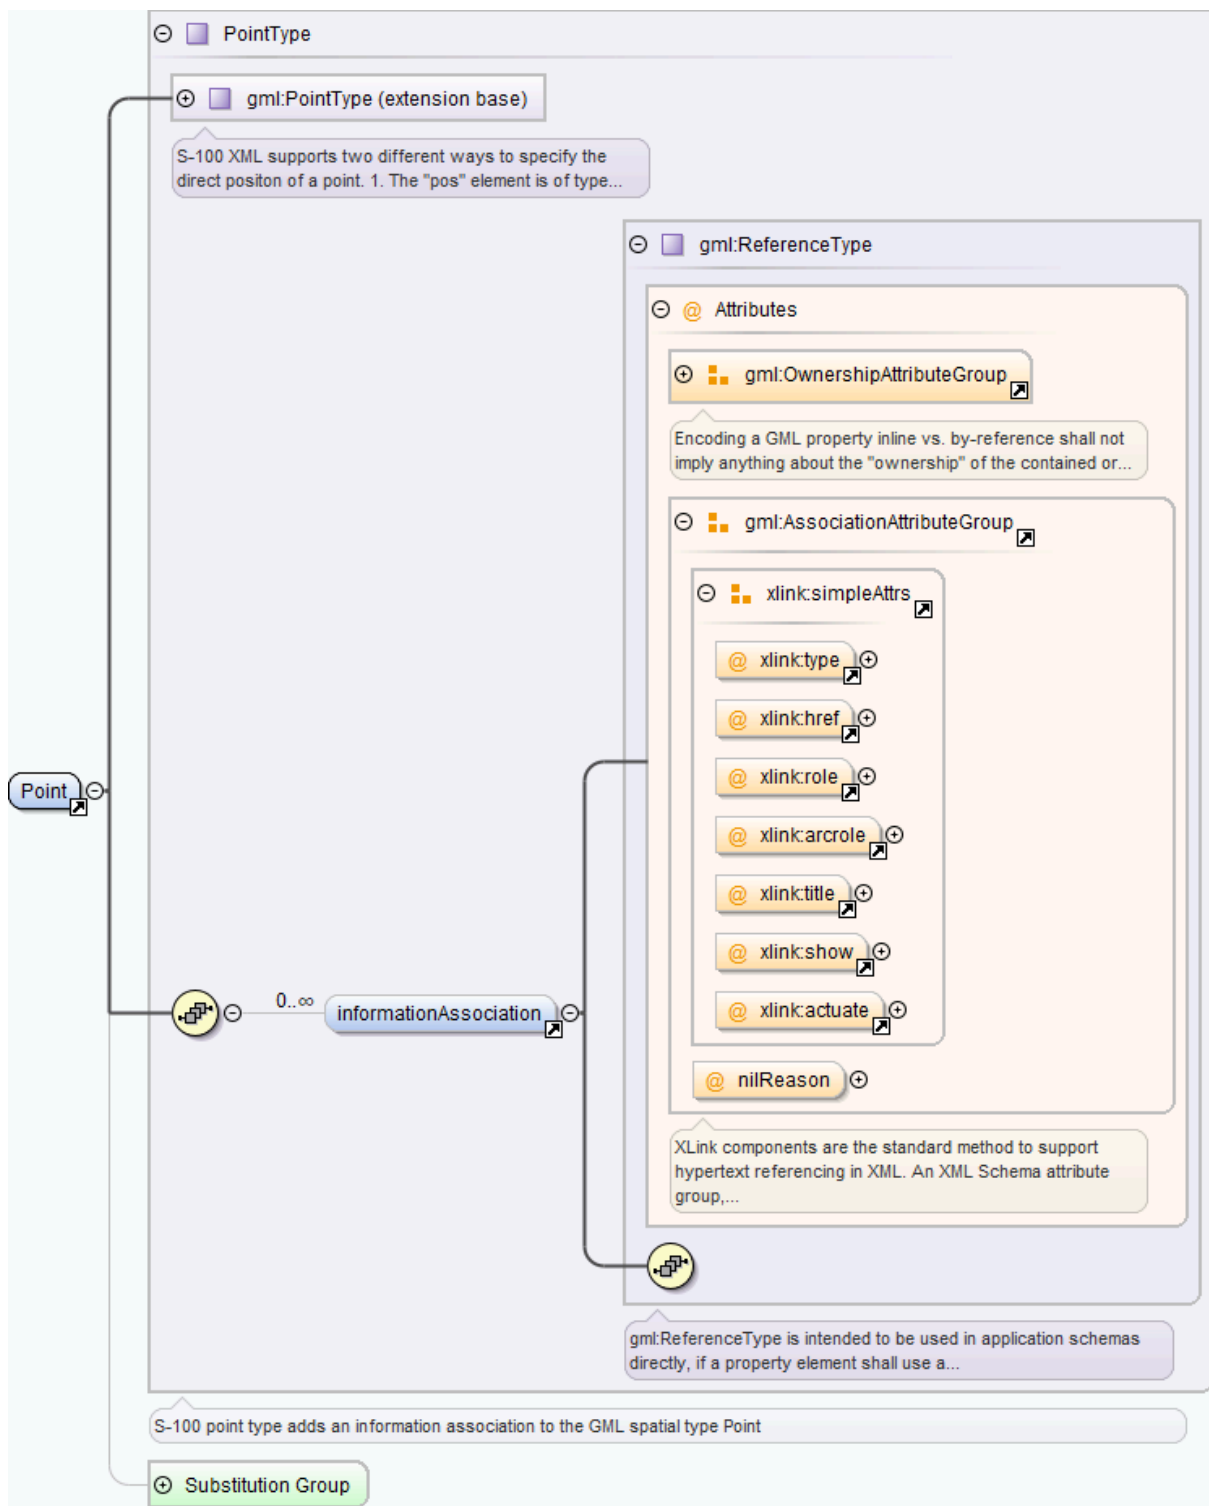 PointType
gml:PointType (extension base)
S-100 XML supports two different ways to specify the
direct positon of a point. 1. The "pos" element is of type...
gml:ReferenceType
@ Attributes
gml:OwnershipAttributeGroup
Encoding a GML property inline vs. by-reference shall not
imply anything about the "ownership" of the contained or...
gml:AssociationAttributeGroup
xlink:simpleAttrs
@ xlink:type
@ xlink:href
@ xlink:role
@ xlink:arcrole
@ xlink:title
@ xlink:show
@ xlink:actuate
@ nilReason
XLink components are the standard method to support
hypertext referencing in XML. An XML Schema attribute
group,...
Point
0..∞
informationAssociation
gml:ReferenceType is intended to be used in application schemas
directly, if a property element shall use a...
S-100 point type adds an information association to the GML spatial type Point
Substitution Group